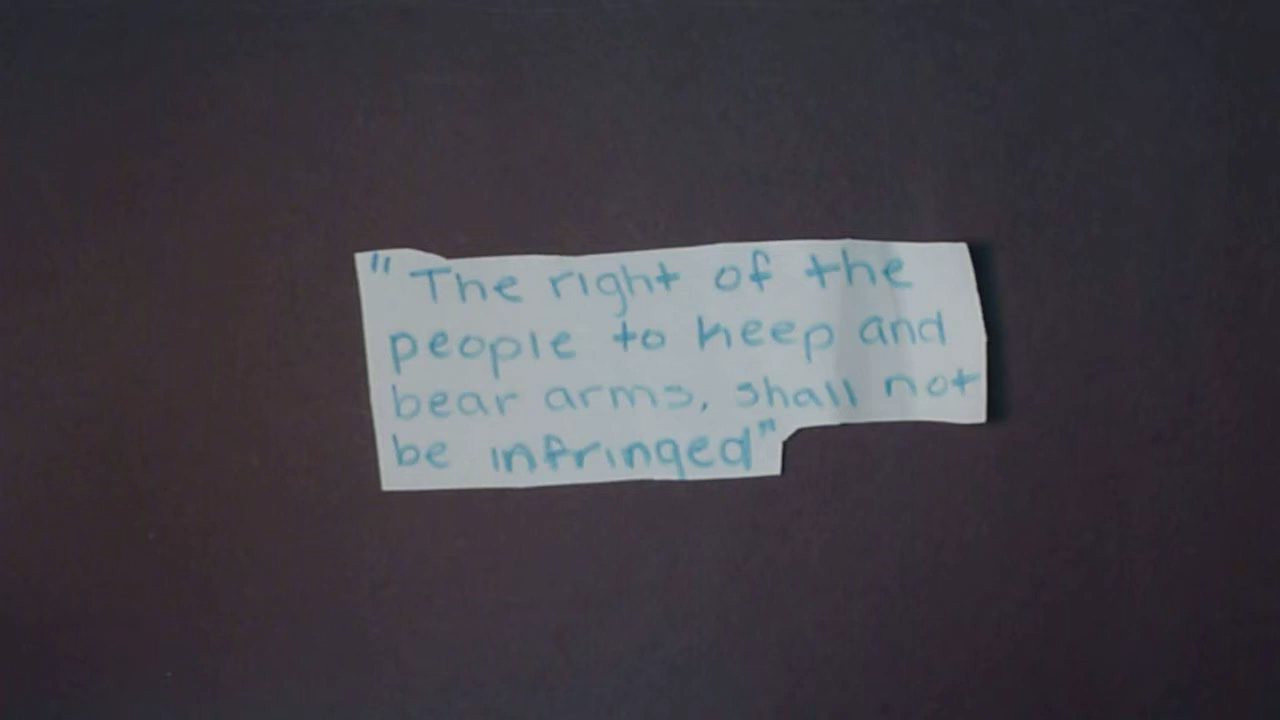 "The right of the
people to keep and
bear arms, shall not
be infringed"